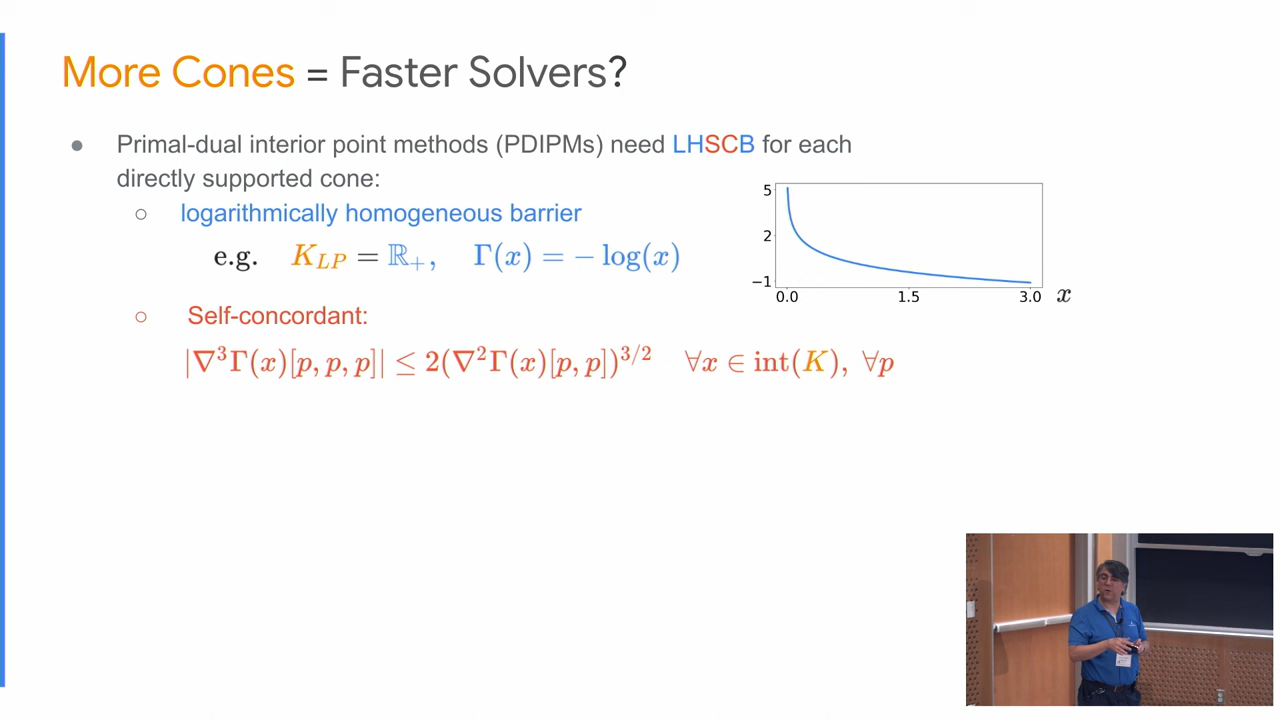 More Cones = Faster Solvers?
● Primal-dual interior point methods (PDIPMs) need LHSCB for each
directly supported cone:
○ logarithmically homogeneous barrier
e.g. K_{LP} = ℝ_+, Γ(x) = − log(x)
5
2
−1
0.0 1.5 3.0 x
○ Self-concordant:
|∇³Γ(x)[p, p, p]| ≤ 2(∇²Γ(x)[p, p])^{3/2} ∀x ∈ int(K), ∀p